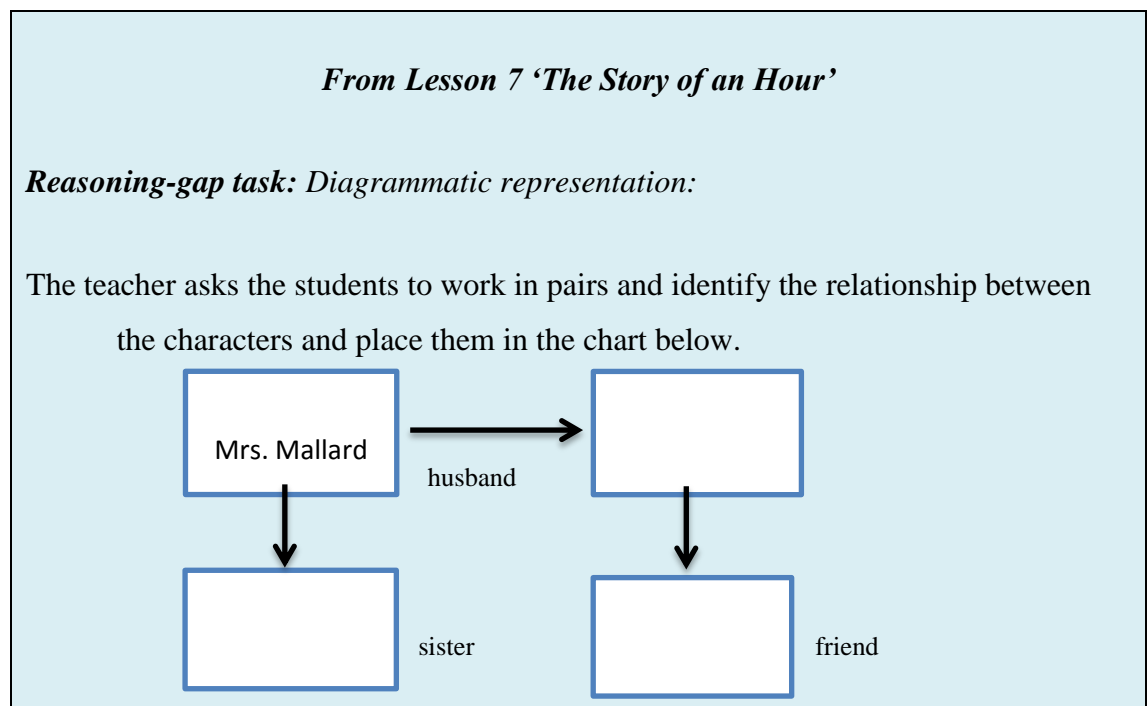 From Lesson 7 ‘The Story of an Hour’
Reasoning-gap task: Diagrammatic representation:
The teacher asks the students to work in pairs and identify the relationship between
the characters and place them in the chart below.
Mrs. Mallard
husband
sister
friend